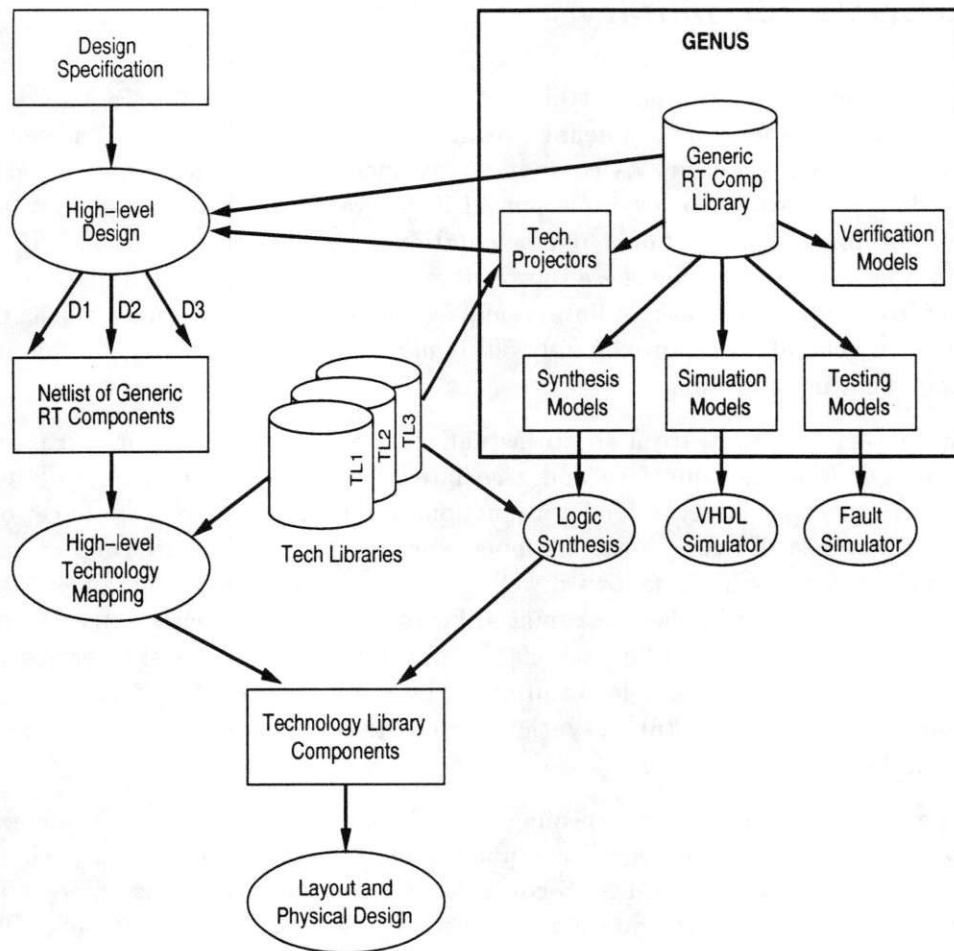 Design
Specification
GENUS
Generic
RT Comp
Library
High-level
Design
Tech.
Projectors
Verification
Models
D1
D2
D3
Netlist of Generic
RT Components
Synthesis
Models
Simulation
Models
Testing
Models
TL1
TL2
TL3
High-level
Technology
Mapping
Tech Libraries
Logic
Synthesis
VHDL
Simulator
Fault
Simulator
Technology Library
Components
Layout and
Physical Design